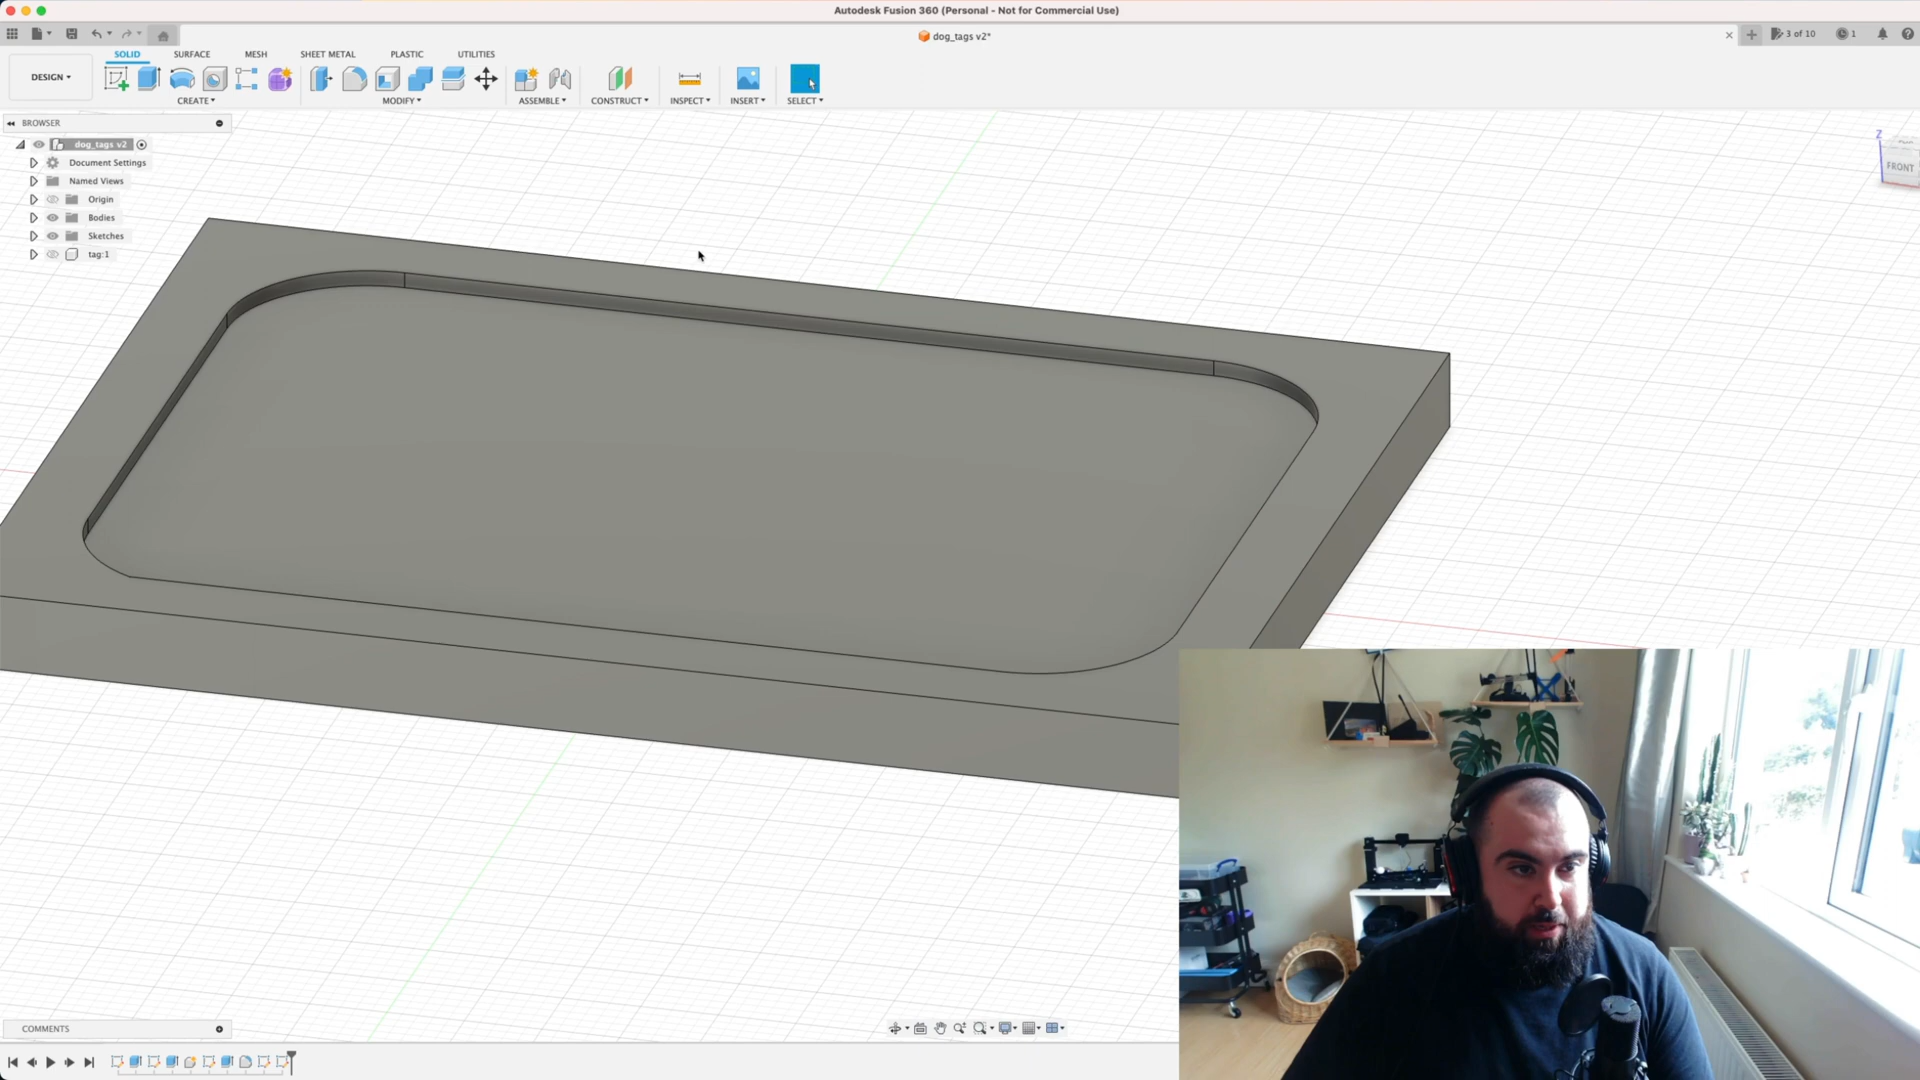 Autodesk Fusion 360 (Personal - Not for Commercial Use)
dog_tags v2*
3 of 10
1
SOLID
SURFACE
MESH
SHEET METAL
PLASTIC
UTILITIES
DESIGN
CREATE
MODIFY
ASSEMBLE
CONSTRUCT
INSPECT
INSERT
SELECT
BROWSER
dog_tags v2
Document Settings
Named Views
Origin
Bodies
Sketches
tag:1
Z
FRONT
COMMENTS